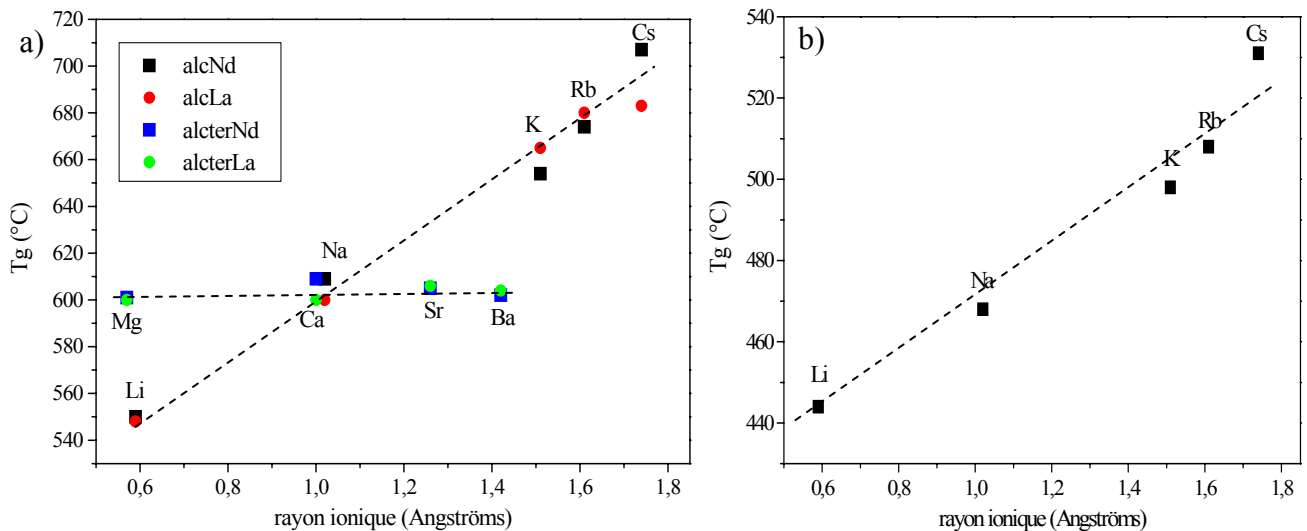 a)
720
700
680
660
640
620
600
580
560
540
Tg (°C)
alcNd
alcLa
alcterNd
alcterLa
Cs
Rb
K
Na
Mg
Ca
Sr
Ba
Li
0,6
0,8
1,0
1,2
1,4
1,6
1,8
rayon ionique (Angströms)
b)
540
520
500
480
460
440
Tg (°C)
Cs
Rb
K
Na
Li
0,6
0,8
1,0
1,2
1,4
1,6
1,8
rayon ionique (Angströms)